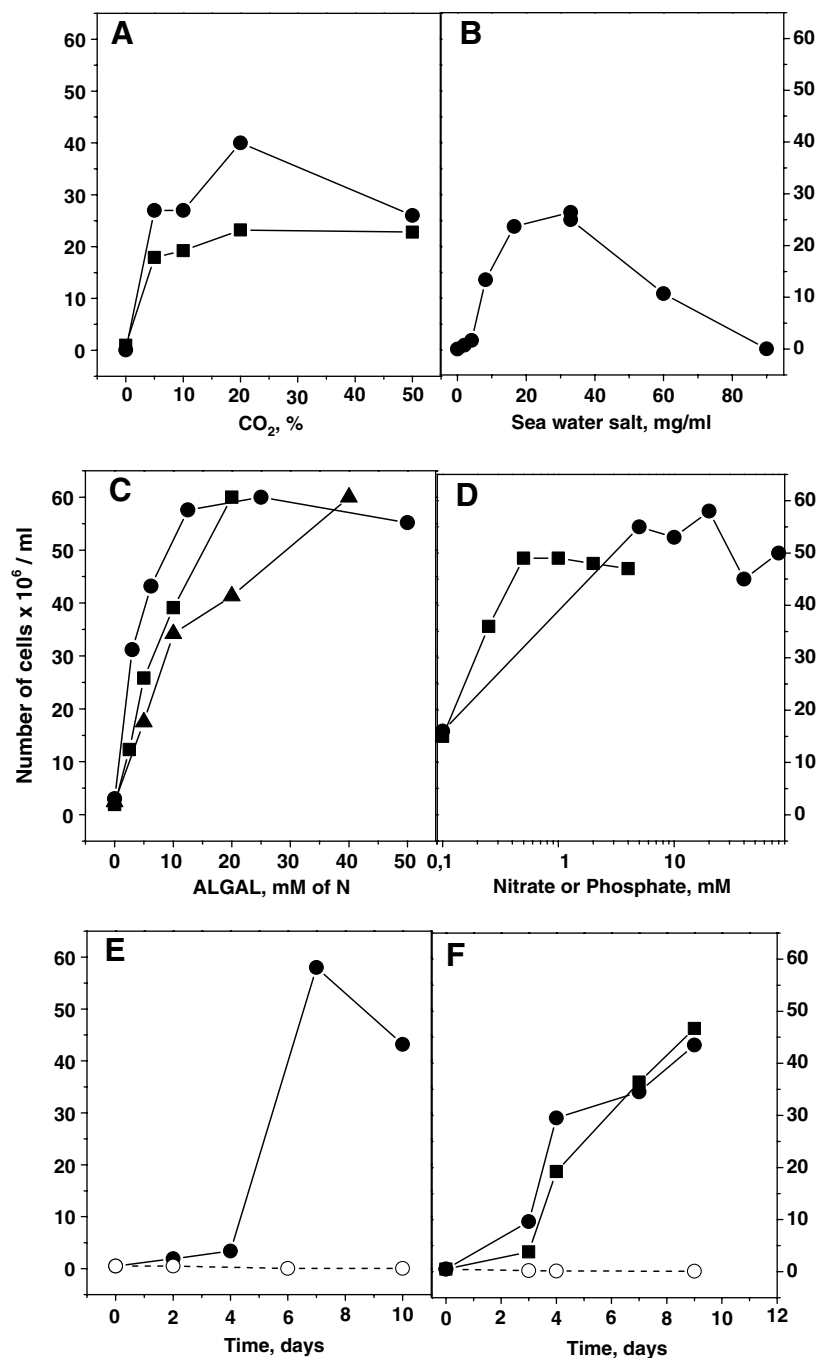 A
B
60
50
40
30
20
10
0
60
50
40
30
20
10
0
0 10 20 30 40 50
0 20 40 60 80
CO2, %
Sea water salt, mg/ml
C
D
60
50
40
30
20
10
0
60
50
40
30
20
10
0
Number of cells x 10^6 / ml
0 10 20 30 40 50
0,1 1 10
ALGAL, mM of N
Nitrate or Phosphate, mM
E
F
60
50
40
30
20
10
0
60
50
40
30
20
10
0
0 2 4 6 8 10
0 2 4 6 8 10 12
Time, days
Time, days